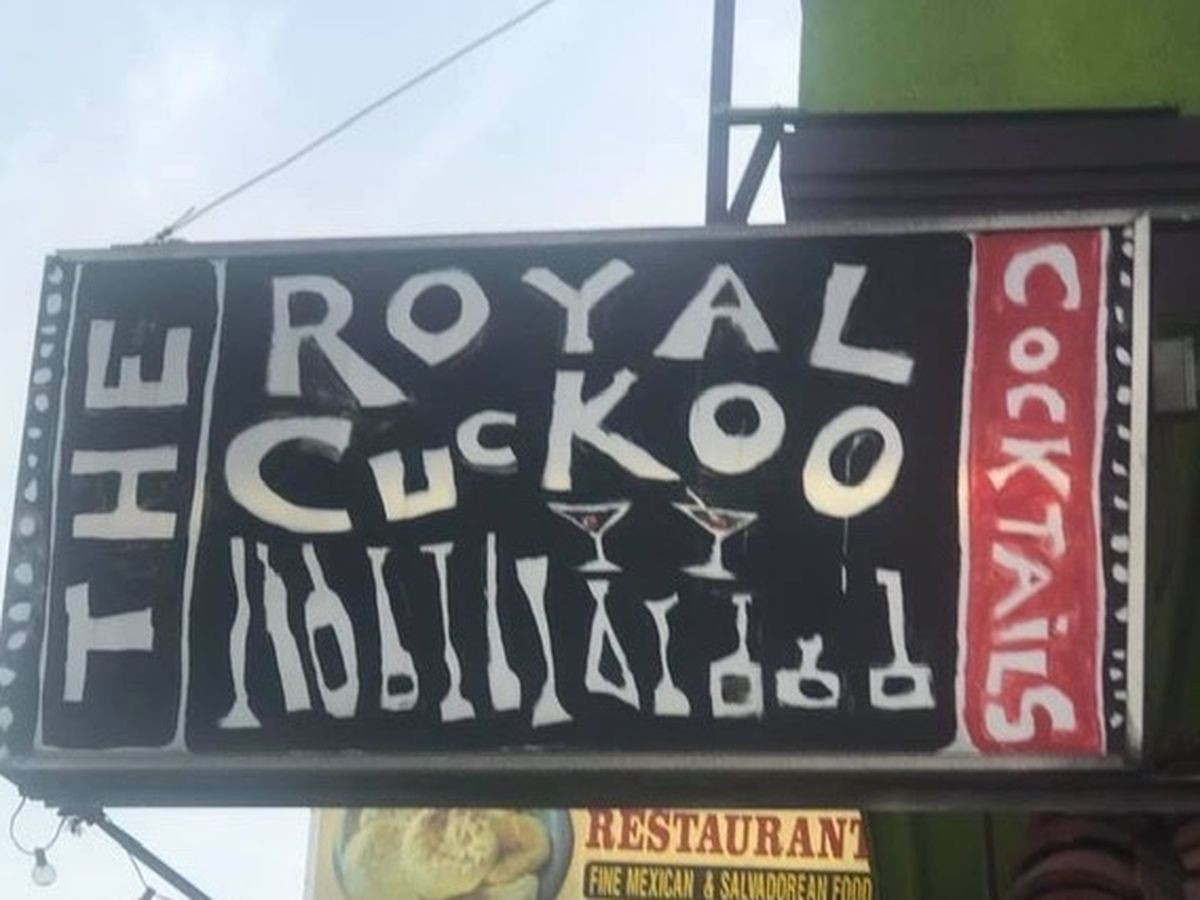 THE
ROYAL
CucKOO
COCKTAiLS
RESTAURANT
FINE MEXICAN & SALVADOREAN FOOD